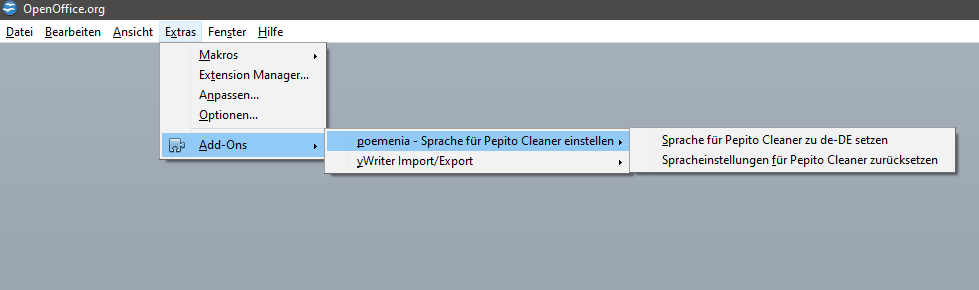 OpenOffice.org
Datei Bearbeiten Ansicht Extras Fenster Hilfe
Makros
Extension Manager...
Anpassen...
Optionen...
Add-Ons
poemenia - Sprache für Pepito Cleaner einstellen
yWriter Import/Export
Sprache für Pepito Cleaner zu de-DE setzen
Spracheinstellungen für Pepito Cleaner zurücksetzen